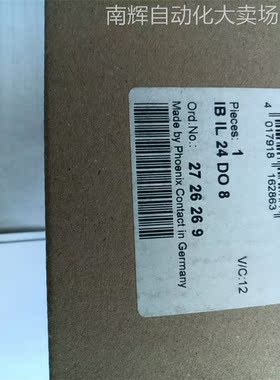 南辉自动化大卖场
Pieces: 1
IB IL 24 DO 8
Ord.No.: 27 26 26 9
Made by Phoenix Contact in Germany
V/C:12
4 017918 162863